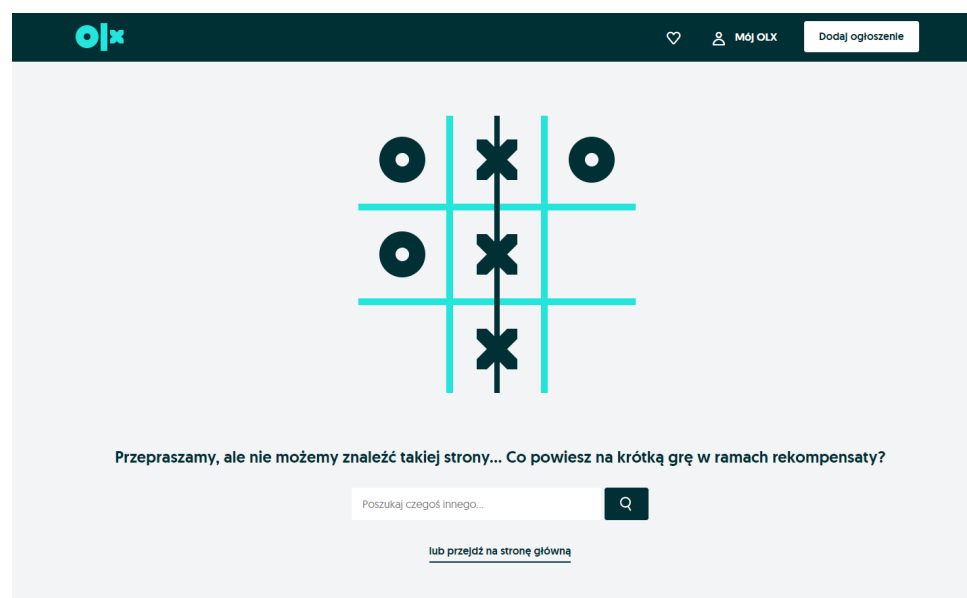 olx
Mój OLX
Dodaj ogłoszenie
Przepraszamy, ale nie możemy znaleźć takiej strony... Co powiesz na krótką grę w ramach rekompensaty?
Poszukaj czegoś innego...
lub przejdź na stronę główną